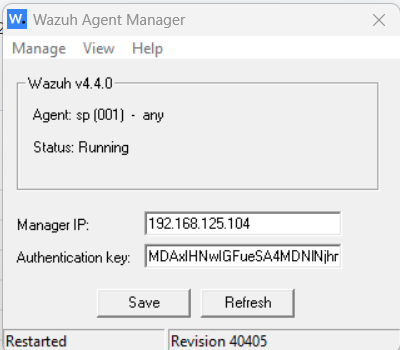 W. Wazuh Agent Manager
Manage View Help
Wazuh v4.4.0
Agent: sp (001) - any
Status: Running
Manager IP: 192.168.125.104
Authentication key: MDAxIHNwIGFueSA4MDNlNjhr
Save Refresh
Restarted Revision 40405